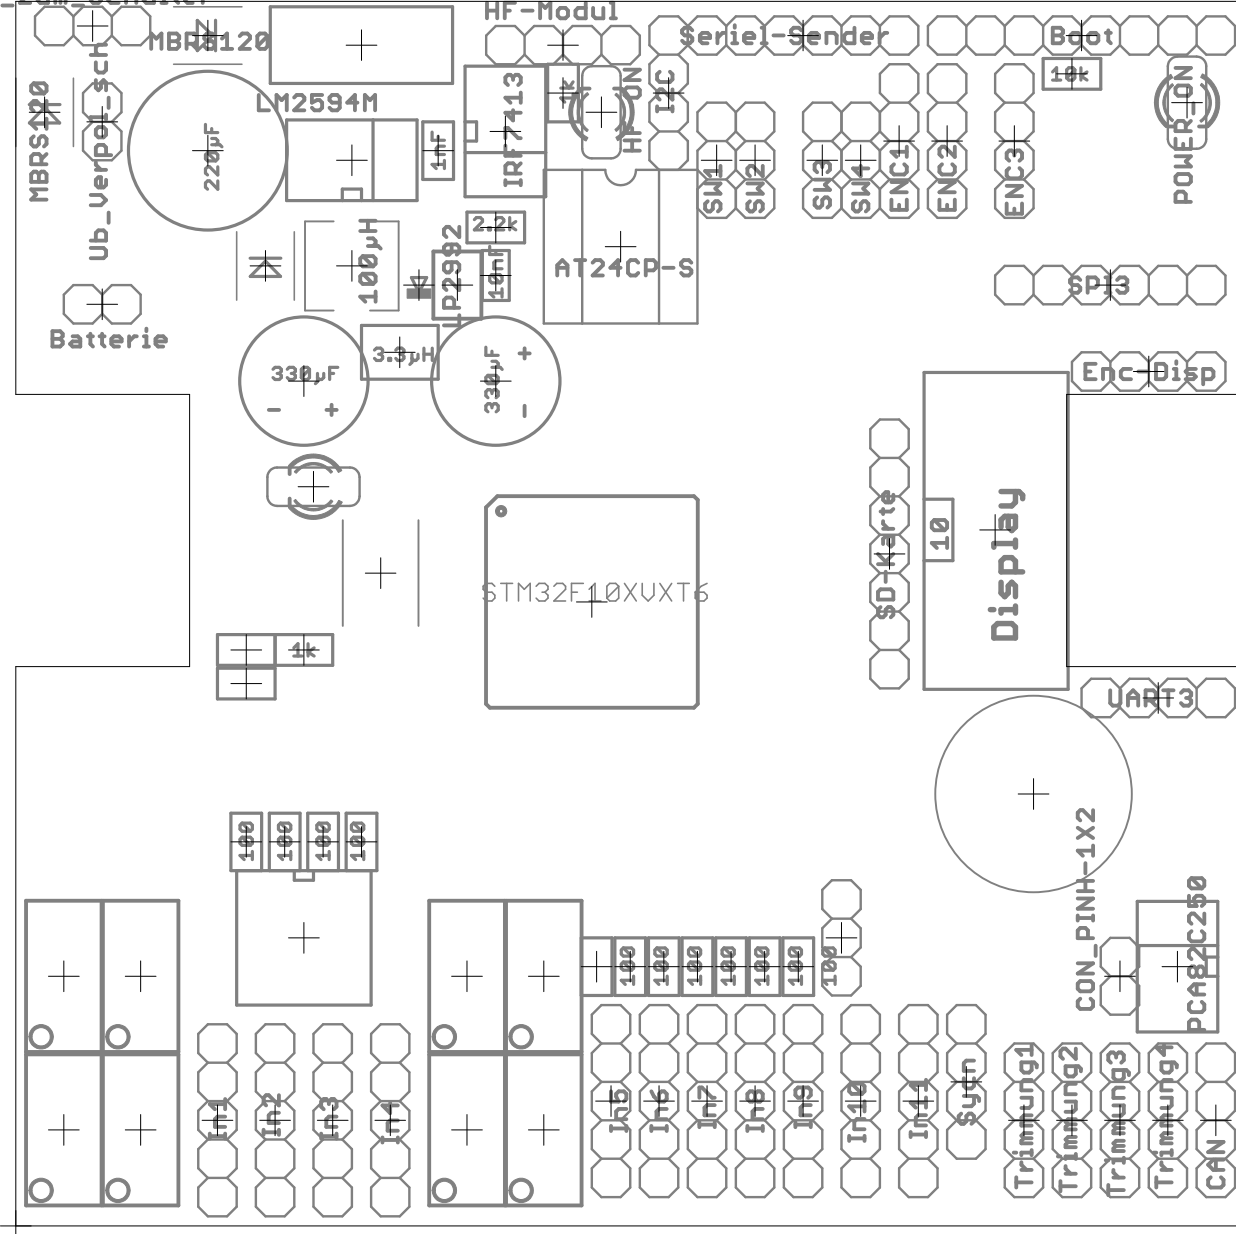 HF-Modul
MBRS120
Seriel-Sender
Boot
10k
LM2594M
MBRS120
Ub_Verpol_sch
220µF
1nF
IRF7413
1k
HF_ON
I2C
SW1
SW2
SW3
SW4
ENC1
ENC2
ENC3
POWER_ON
2.2k
100µH
LP2992
10nF
AT24CP-S
SPI3
Batterie
3.3µH
330µF
- +
330µF
+
-
Enc-Disp
SD-Karte
10
Display
STM32F10XVXT6
1k
UART3
100
100
100
100
CON_PINH-1X2
PCA82C250
100
100
100
100
100
100
100
In1
In2
In3
In4
In5
In6
In7
In8
In9
In10
In11
Sycn
Trimmung1
Trimmung2
Trimmung3
Trimmung4
CAN